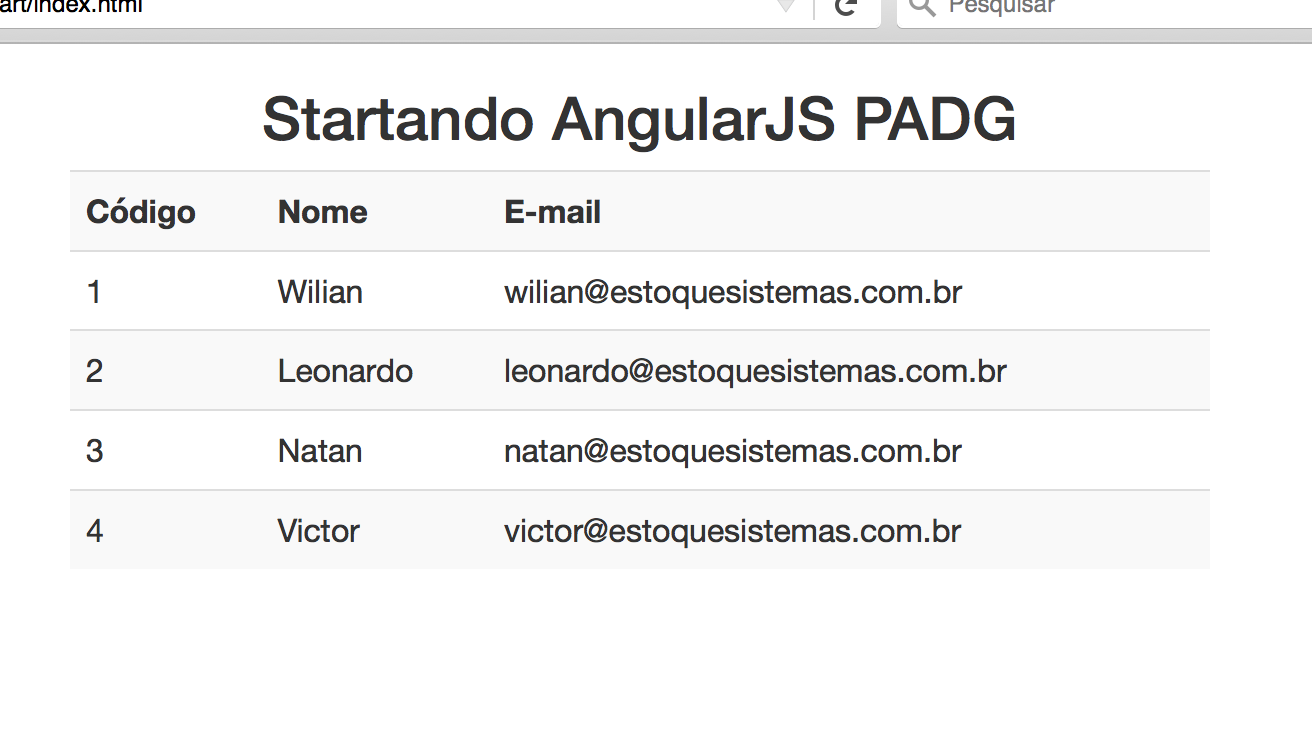 art/index.html
Pesquisar
Startando AngularJS PADG
Código Nome E-mail
1 Wilian wilian@estoquesistemas.com.br
2 Leonardo leonardo@estoquesistemas.com.br
3 Natan natan@estoquesistemas.com.br
4 Victor victor@estoquesistemas.com.br